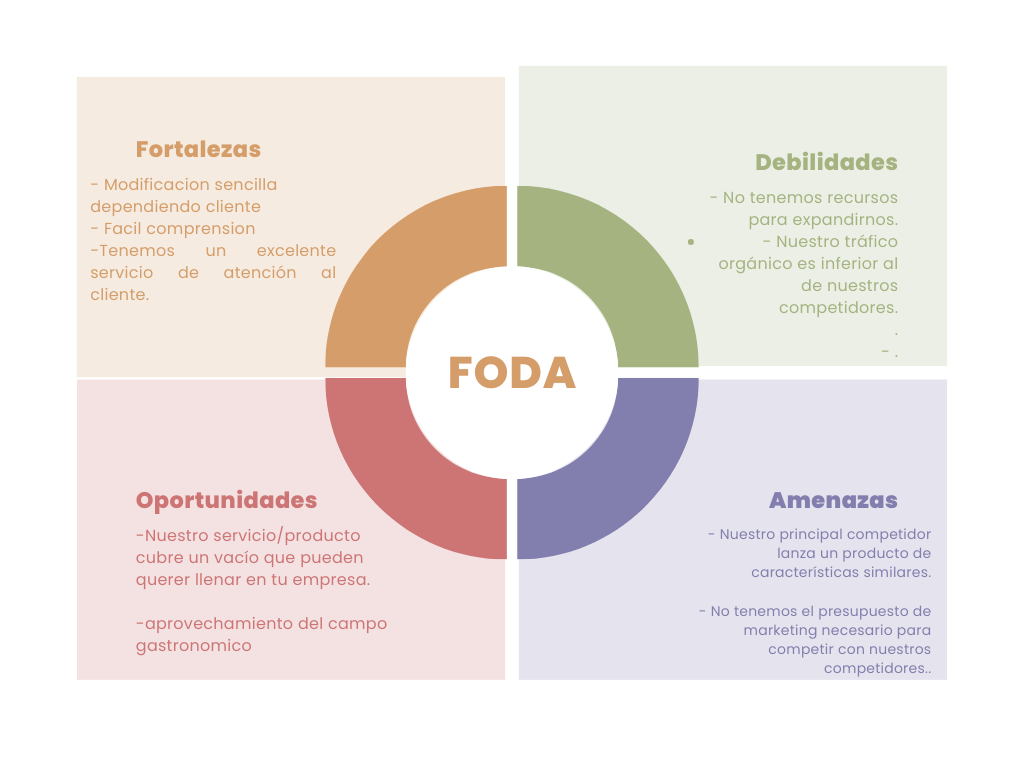 Fortalezas
- Modificacion sencilla
dependiendo cliente
- Facil comprension
-Tenemos un excelente
servicio de atención al
cliente.
Debilidades
- No tenemos recursos
para expandirnos.
• - Nuestro tráfico
orgánico es inferior al
de nuestros
competidores.
.
- .
FODA
Oportunidades
-Nuestro servicio/producto
cubre un vacío que pueden
querer llenar en tu empresa.
-aprovechamiento del campo
gastronomico
Amenazas
- Nuestro principal competidor
lanza un producto de
características similares.
- No tenemos el presupuesto de
marketing necesario para
competir con nuestros
competidores..